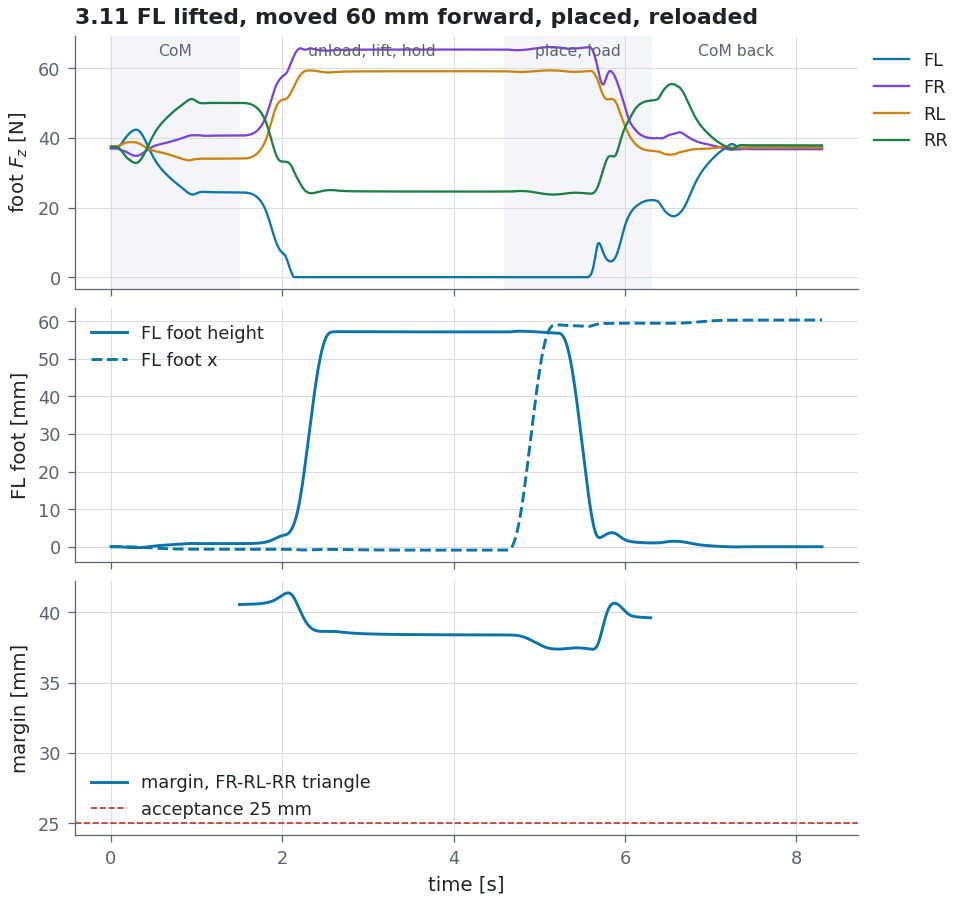 3.11 FL lifted, moved 60 mm forward, placed, reloaded
CoM
unload, lift, hold
place, load
CoM back
foot Fz [N]
60
40
20
0
FL
FR
RL
RR
FL foot [mm]
60
50
40
30
20
10
0
FL foot height
FL foot x
margin [mm]
40
35
30
25
margin, FR-RL-RR triangle
acceptance 25 mm
0
2
4
6
8
time [s]